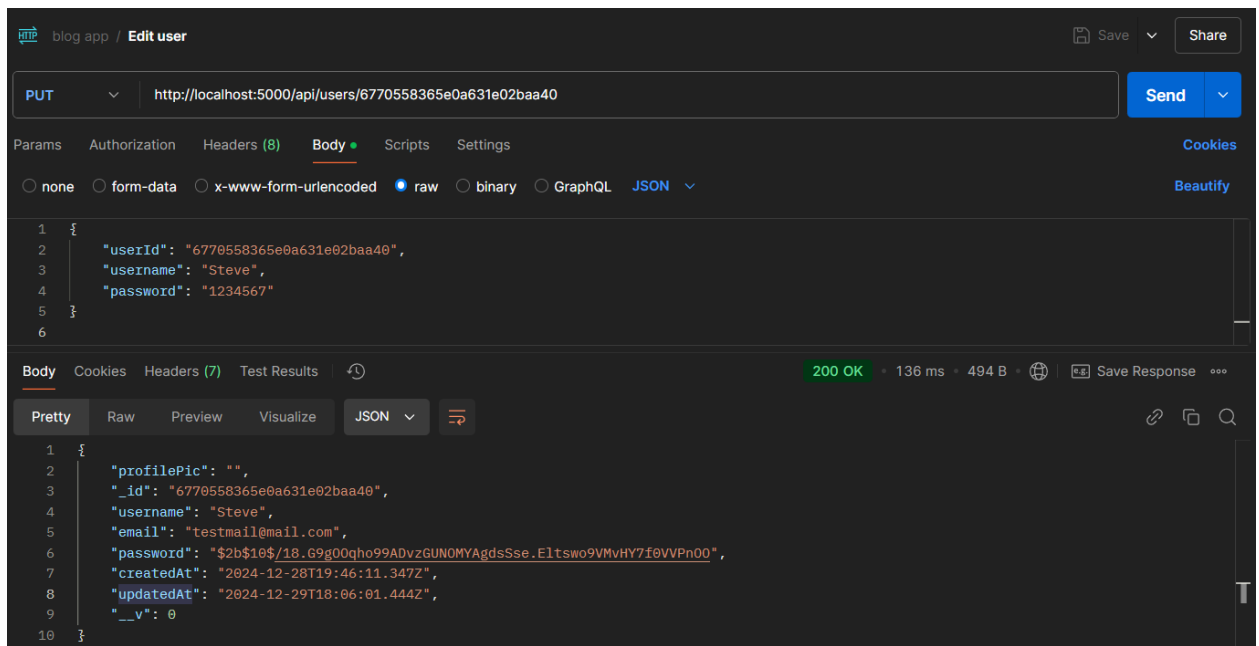 HTTP blog app / Edit user Save Share
PUT http://localhost:5000/api/users/6770558365e0a631e02baa40 Send
Params Authorization Headers (8) Body Scripts Settings Cookies
none form-data x-www-form-urlencoded raw binary GraphQL JSON Beautify
1 {
2 "userId": "6770558365e0a631e02baa40",
3 "username": "Steve",
4 "password": "1234567"
5 }
6
Body Cookies Headers (7) Test Results 200 OK • 136 ms • 494 B • e.g. Save Response
Pretty Raw Preview Visualize JSON
1 {
2 "profilePic": "",
3 "_id": "6770558365e0a631e02baa40",
4 "username": "Steve",
5 "email": "testmail@mail.com",
6 "password": "$2b$10$/18.G9gOOqho99ADvzGUNOMYAgdsSse.Eltswo9VMvHY7f0VVPnOO",
7 "createdAt": "2024-12-28T19:46:11.347Z",
8 "updatedAt": "2024-12-29T18:06:01.444Z",
9 "__v": 0
10 }